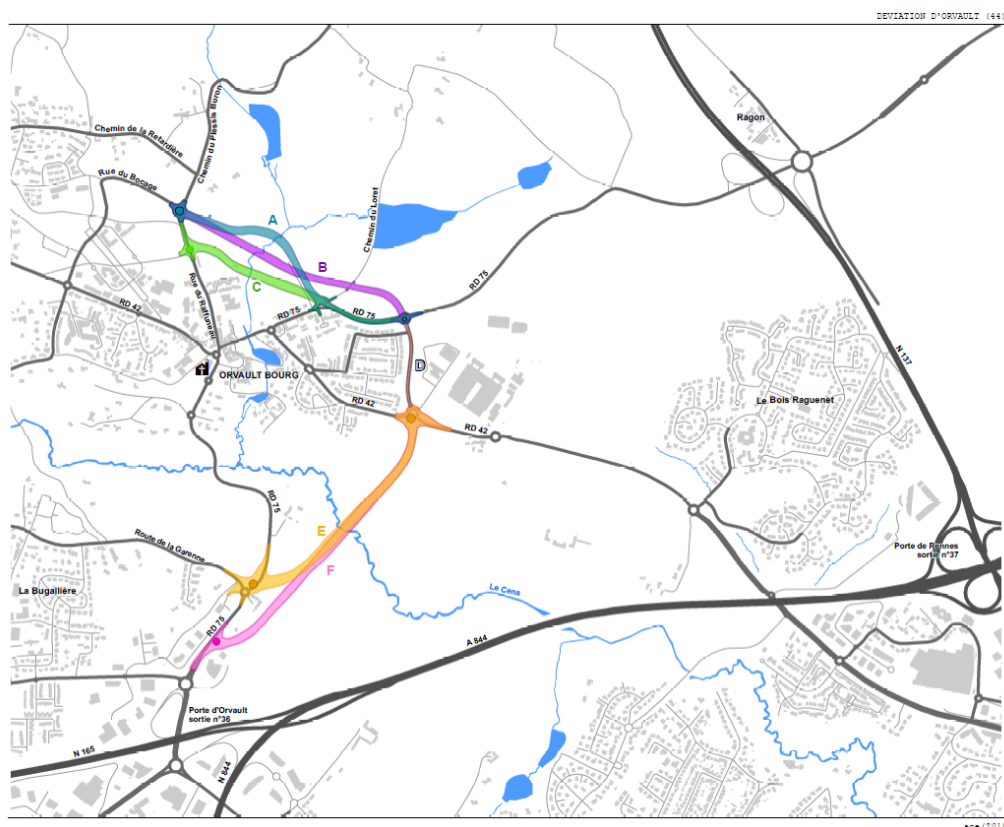 DEVIATION D'ORVAULT (44)
Ragon
Chemin de la Retardière
Chemin du Plessis Buron
Rue du Bocage
Chemin du Loret
A
B
C
RD 75
RD 75
RD 75
RD 42
Rue du Raffuneau
N 137
ORVAULT BOURG
D
RD 42
RD 42
Le Bois Raguenet
RD 75
E
F
Route de la Garenne
Porte de Rennes
sortie n°37
La Bugallière
Le Cens
RD 75
A 844
Porte d'Orvault
sortie n°36
N 165
N 844